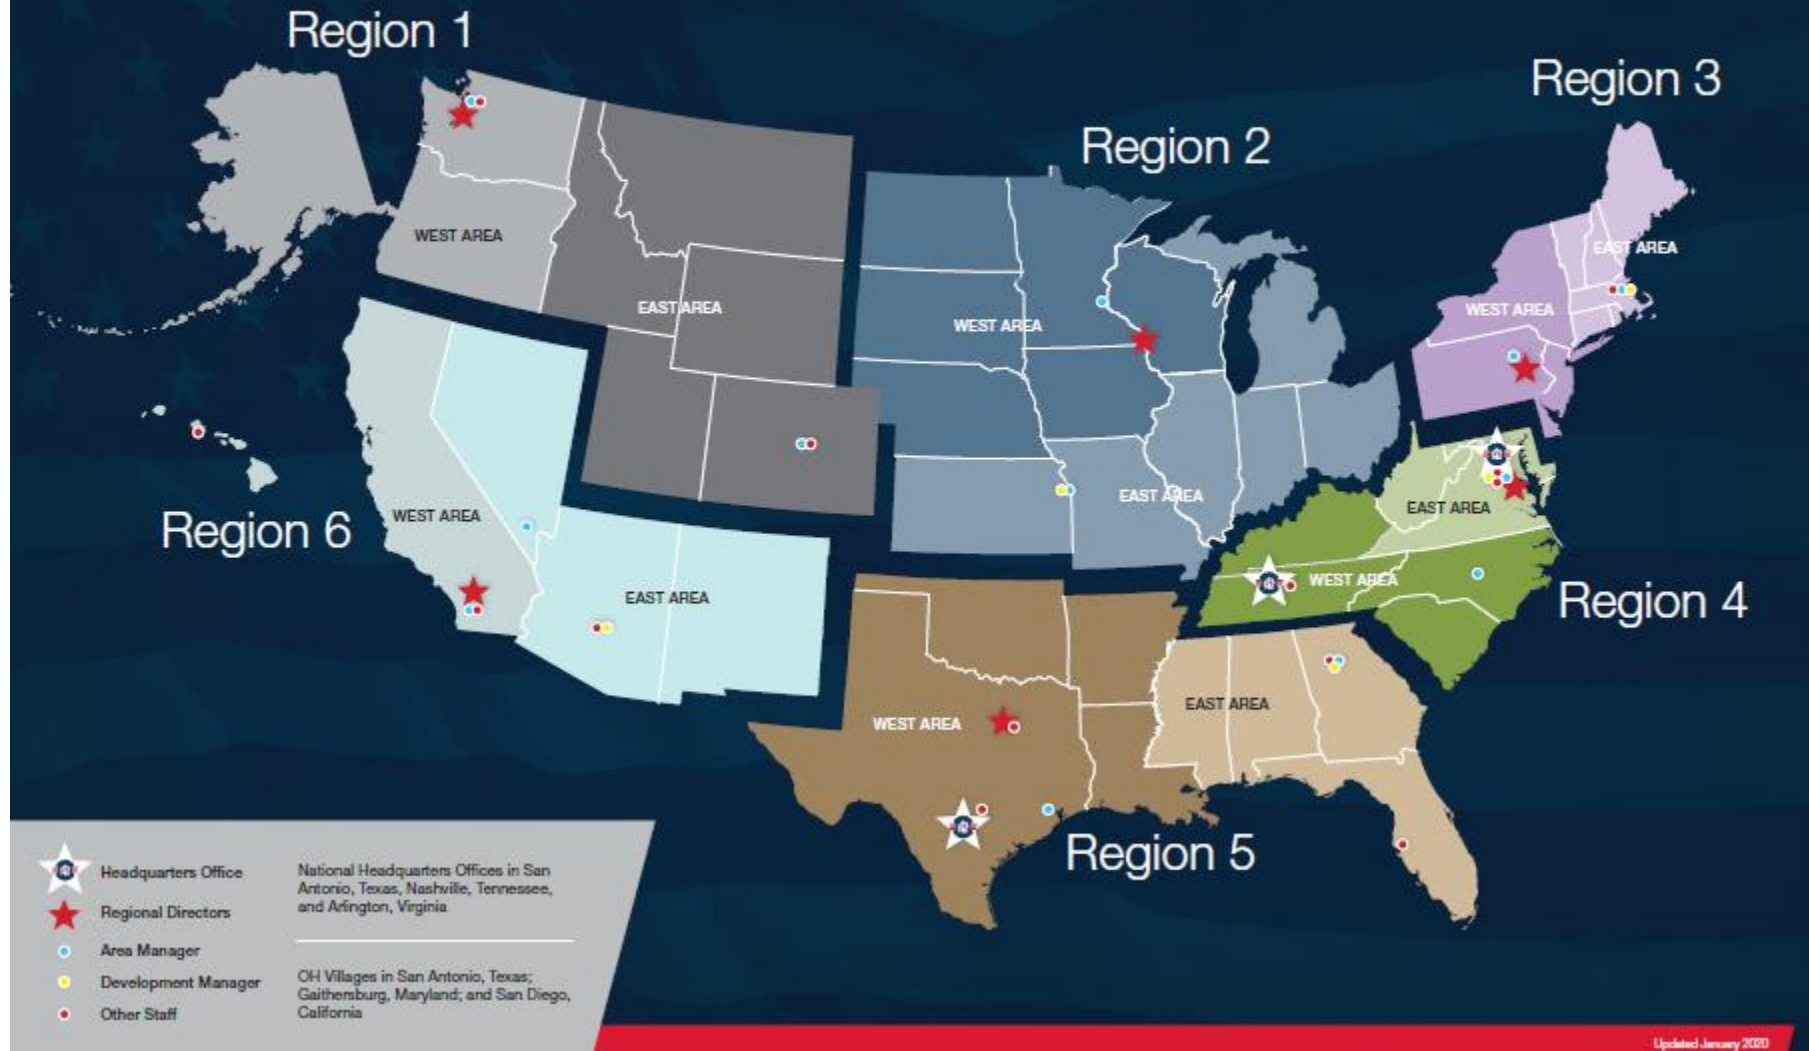 Region 1
Region 3
Region 2
WEST AREA
EAST AREA
EAST AREA
WEST AREA
WEST AREA
EAST AREA
WEST AREA
Region 6
EAST AREA
EAST AREA
WEST AREA
Region 4
EAST AREA
WEST AREA
EAST AREA
Region 5
Headquarters Office
Regional Directors
Area Manager
Development Manager
Other Staff
National Headquarters Offices in San
Antonio, Texas, Nashville, Tennessee,
and Arlington, Virginia
OH Villages in San Antonio, Texas;
Gaithersburg, Maryland; and San Diego,
California
Updated January 2020